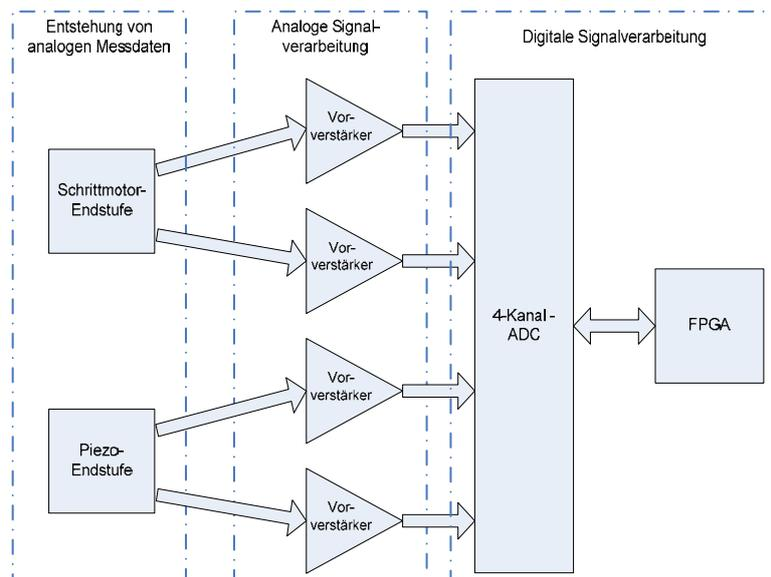 Entstehung von
analogen Messdaten
Analoge Signal-
verarbeitung
Digitale Signalverarbeitung
Vor-
verstärker
Schrittmotor-
Endstufe
Vor-
verstärker
4-Kanal-
ADC
FPGA
Vor-
verstärker
Piezo-
Endstufe
Vor-
verstärker